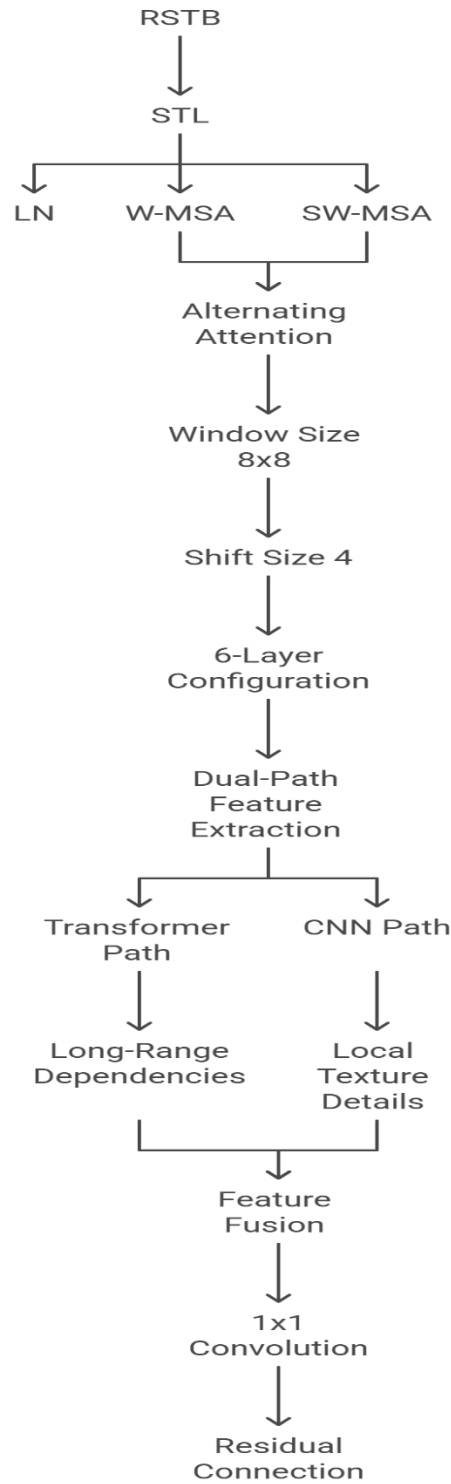 RSTB
STL
LN
W-MSA
SW-MSA
Alternating
Attention
Window Size
8x8
Shift Size 4
6-Layer
Configuration
Dual-Path
Feature
Extraction
Transformer
Path
CNN Path
Long-Range
Dependencies
Local
Texture
Details
Feature
Fusion
1x1
Convolution
Residual
Connection